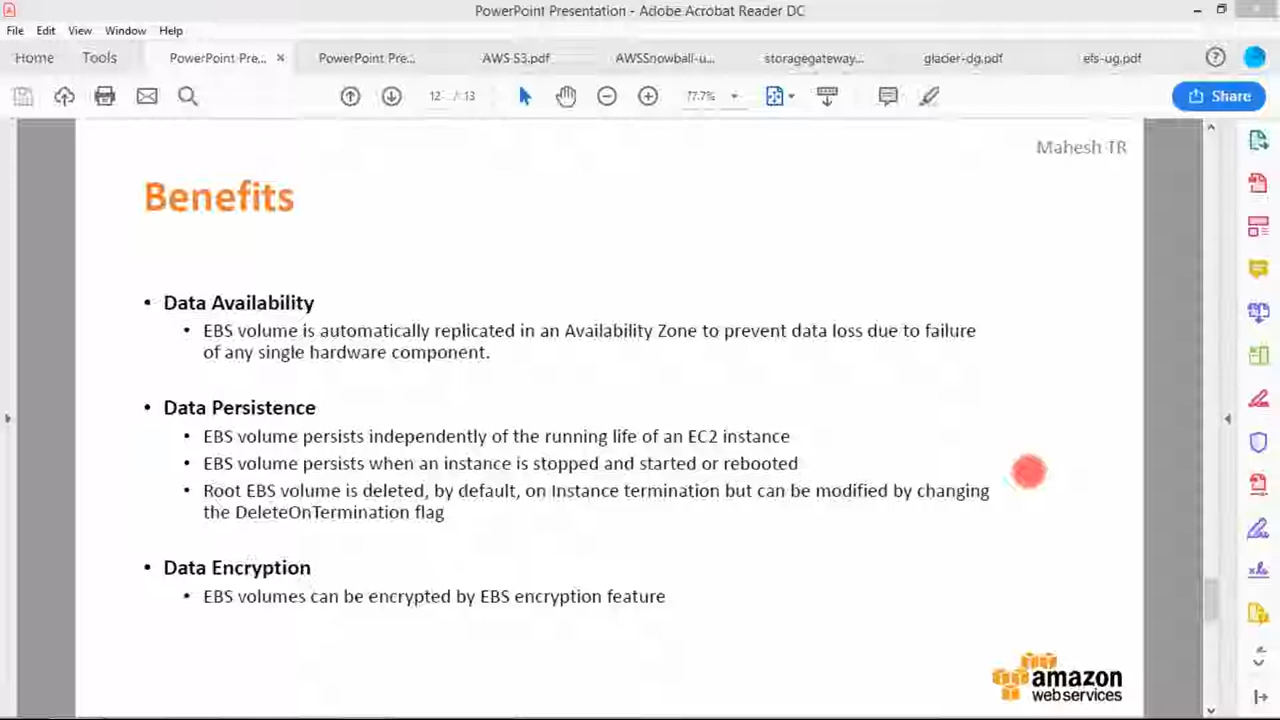 PowerPoint Presentation - Adobe Acrobat Reader DC
File Edit View Window Help
Home Tools PowerPoint Pre... × PowerPoint Pre... AWS S3.pdf AWSSnowball-u... storagegateway... glacier-dg.pdf efs-ug.pdf
12 / 13 77.7% Share
Mahesh TR
Benefits
• Data Availability
• EBS volume is automatically replicated in an Availability Zone to prevent data loss due to failure
of any single hardware component.
• Data Persistence
• EBS volume persists independently of the running life of an EC2 instance
• EBS volume persists when an instance is stopped and started or rebooted
• Root EBS volume is deleted, by default, on Instance termination but can be modified by changing
the DeleteOnTermination flag
• Data Encryption
• EBS volumes can be encrypted by EBS encryption feature
amazon
web services